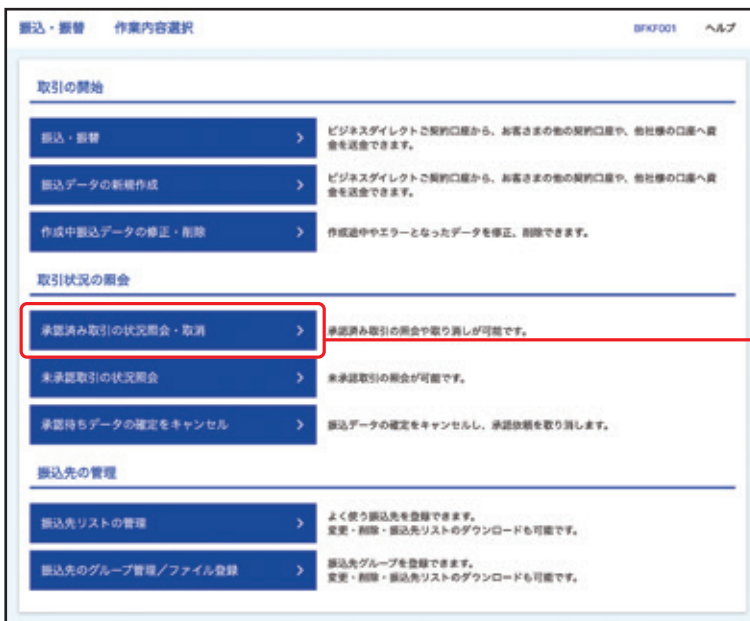 振込・振替 作業内容選択 BFKF001 ヘルプ
取引の開始
振込・振替
ビジネスダイレクトご契約口座から、お客さまの他の契約口座や、他社様の口座へ資
金を送金できます。
振込データの新規作成
ビジネスダイレクトご契約口座から、お客さまの他の契約口座や、他社様の口座へ資
金を送金できます。
作成中振込データの修正・削除
作成途中やエラーとなったデータを修正、削除できます。
取引状況の照会
承認済み取引の状況照会・取消
承認済み取引の照会や取り消しが可能です。
未承認取引の状況照会
未承認取引の照会が可能です。
承認待ちデータの確定をキャンセル
振込データの確定をキャンセルし、承認依頼を取り消します。
振込先の管理
振込先リストの管理
よく使う振込先を登録できます。
変更・削除・振込先リストのダウンロードも可能です。
振込先のグループ管理/ファイル登録
振込先グループを登録できます。
変更・削除・振込先リストのダウンロードも可能です。